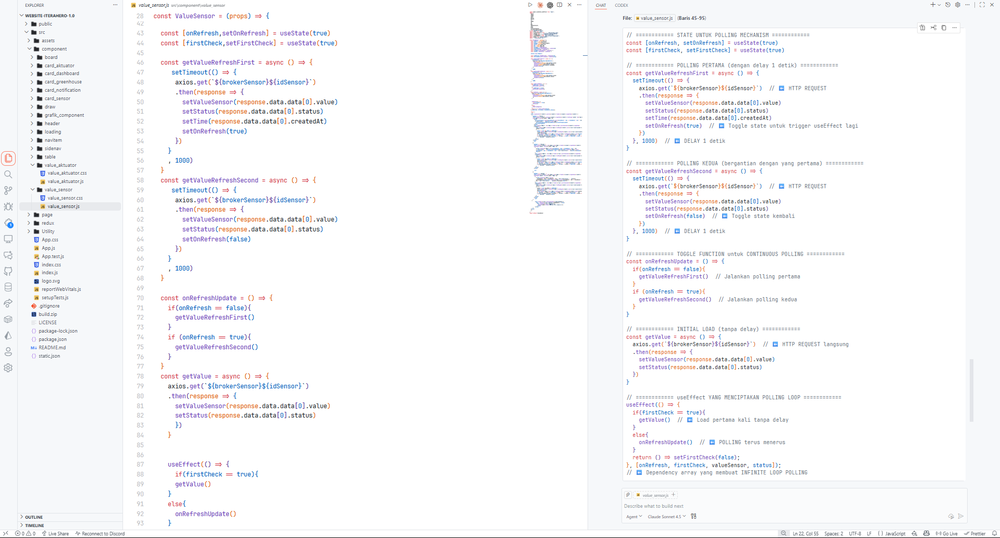 EXPLORER
WEBSITE-ITERAHERO-1.0
public
src
assets
component
board
card_aktuator
card_dashboard
card_greenhouse
card_notification
card_sensor
draw
grafik_component
header
loading
navitem
sidenav
table
value_aktuator
value_aktuator.css
value_aktuator.js
value_sensor
value_sensor.css
value_sensor.js
page
redux
Utility
App.css
App.js
App.test.js
index.css
index.js
logo.svg
reportWebVitals.js
setupTests.js
.gitignore
build.zip
LICENSE
package-lock.json
package.json
README.md
static.json
OUTLINE
TIMELINE
value_sensor.js src\component\value_sensor
28 const ValueSensor = (props) => {
42
43 const [onRefresh,setOnRefresh] = useState(true)
44 const [firstCheck,setFirstCheck] = useState(true)
45
46 const getValueRefreshFirst = async () => {
47 setTimeout(() => {
48 axios.get(`${brokerSensor}${idSensor}`)
49 .then(response => {
50 setValueSensor(response.data.data[0].value)
51 setStatus(response.data.data[0].status)
52 setTime(response.data.data[0].createdAt)
53 setOnRefresh(true)
54 })
55 }
56 , 1000)
57 }
58 const getValueRefreshSecond = async () => {
59 setTimeout(() => {
60 axios.get(`${brokerSensor}${idSensor}`)
61 .then(response => {
62 setValueSensor(response.data.data[0].value)
63 setStatus(response.data.data[0].status)
64 setOnRefresh(false)
65 })
66 }
67 , 1000)
68 }
69
70 const onRefreshUpdate = () => {
71 if(onRefresh == false){
72 getValueRefreshFirst()
73 }
74 if (onRefresh == true){
75 getValueRefreshSecond()
76 }
77 }
78 const getValue = async () => {
79 axios.get(`${brokerSensor}${idSensor}`)
80 .then(response => {
81 setValueSensor(response.data.data[0].value)
82 setStatus(response.data.data[0].status)
83 })
84 }
85
86
87 useEffect(() => {
88 if(firstCheck == true){
89 getValue()
90 }
91 else{
92 onRefreshUpdate()
93 }
CHAT CODEX
File: value_sensor.js (Baris 45-95)
// ============ STATE UNTUK POLLING MECHANISM ============
const [onRefresh, setOnRefresh] = useState(true)
const [firstCheck, setFirstCheck] = useState(true)
// ============ POLLING PERTAMA (dengan delay 1 detik) ============
const getValueRefreshFirst = async () => {
setTimeout(() => {
axios.get(`${brokerSensor}${idSensor}`) // ⬅️ HTTP REQUEST
.then(response => {
setValueSensor(response.data.data[0].value)
setStatus(response.data.data[0].status)
setTime(response.data.data[0].createdAt)
setOnRefresh(true) // ⬅️ Toggle state untuk trigger useEffect lagi
})
}, 1000) // ⬅️ DELAY 1 detik
}
// ============ POLLING KEDUA (bergantian dengan yang pertama) ============
const getValueRefreshSecond = async () => {
setTimeout(() => {
axios.get(`${brokerSensor}${idSensor}`) // ⬅️ HTTP REQUEST
.then(response => {
setValueSensor(response.data.data[0].value)
setStatus(response.data.data[0].status)
setOnRefresh(false) // ⬅️ Toggle state kembali
})
}, 1000) // ⬅️ DELAY 1 detik
}
// ============ TOGGLE FUNCTION untuk CONTINUOUS POLLING ============
const onRefreshUpdate = () => {
if(onRefresh == false){
getValueRefreshFirst() // Jalankan polling pertama
}
if (onRefresh == true){
getValueRefreshSecond() // Jalankan polling kedua
}
}
// ============ INITIAL LOAD (tanpa delay) ============
const getValue = async () => {
axios.get(`${brokerSensor}${idSensor}`) // ⬅️ HTTP REQUEST langsung
.then(response => {
setValueSensor(response.data.data[0].value)
setStatus(response.data.data[0].status)
})
}
// ============ useEffect YANG MENCIPTAKAN POLLING LOOP ============
useEffect(() => {
if(firstCheck == true){
getValue() // ⬅️ Load pertama kali tanpa delay
}
else{
onRefreshUpdate() // ⬅️ POLLING terus menerus
}
return () => setFirstCheck(false);
}, [onRefresh, firstCheck, valueSensor, status]);
// ⬅️ Dependency array yang membuat INFINITE LOOP POLLING
value_sensor.js +
Describe what to build next
Agent Claude Sonnet 4.5
0 0 Live Share Reconnect to Discord
Ln 22, Col 55 Spaces: 2 UTF-8 LF JavaScript Go Live Prettier